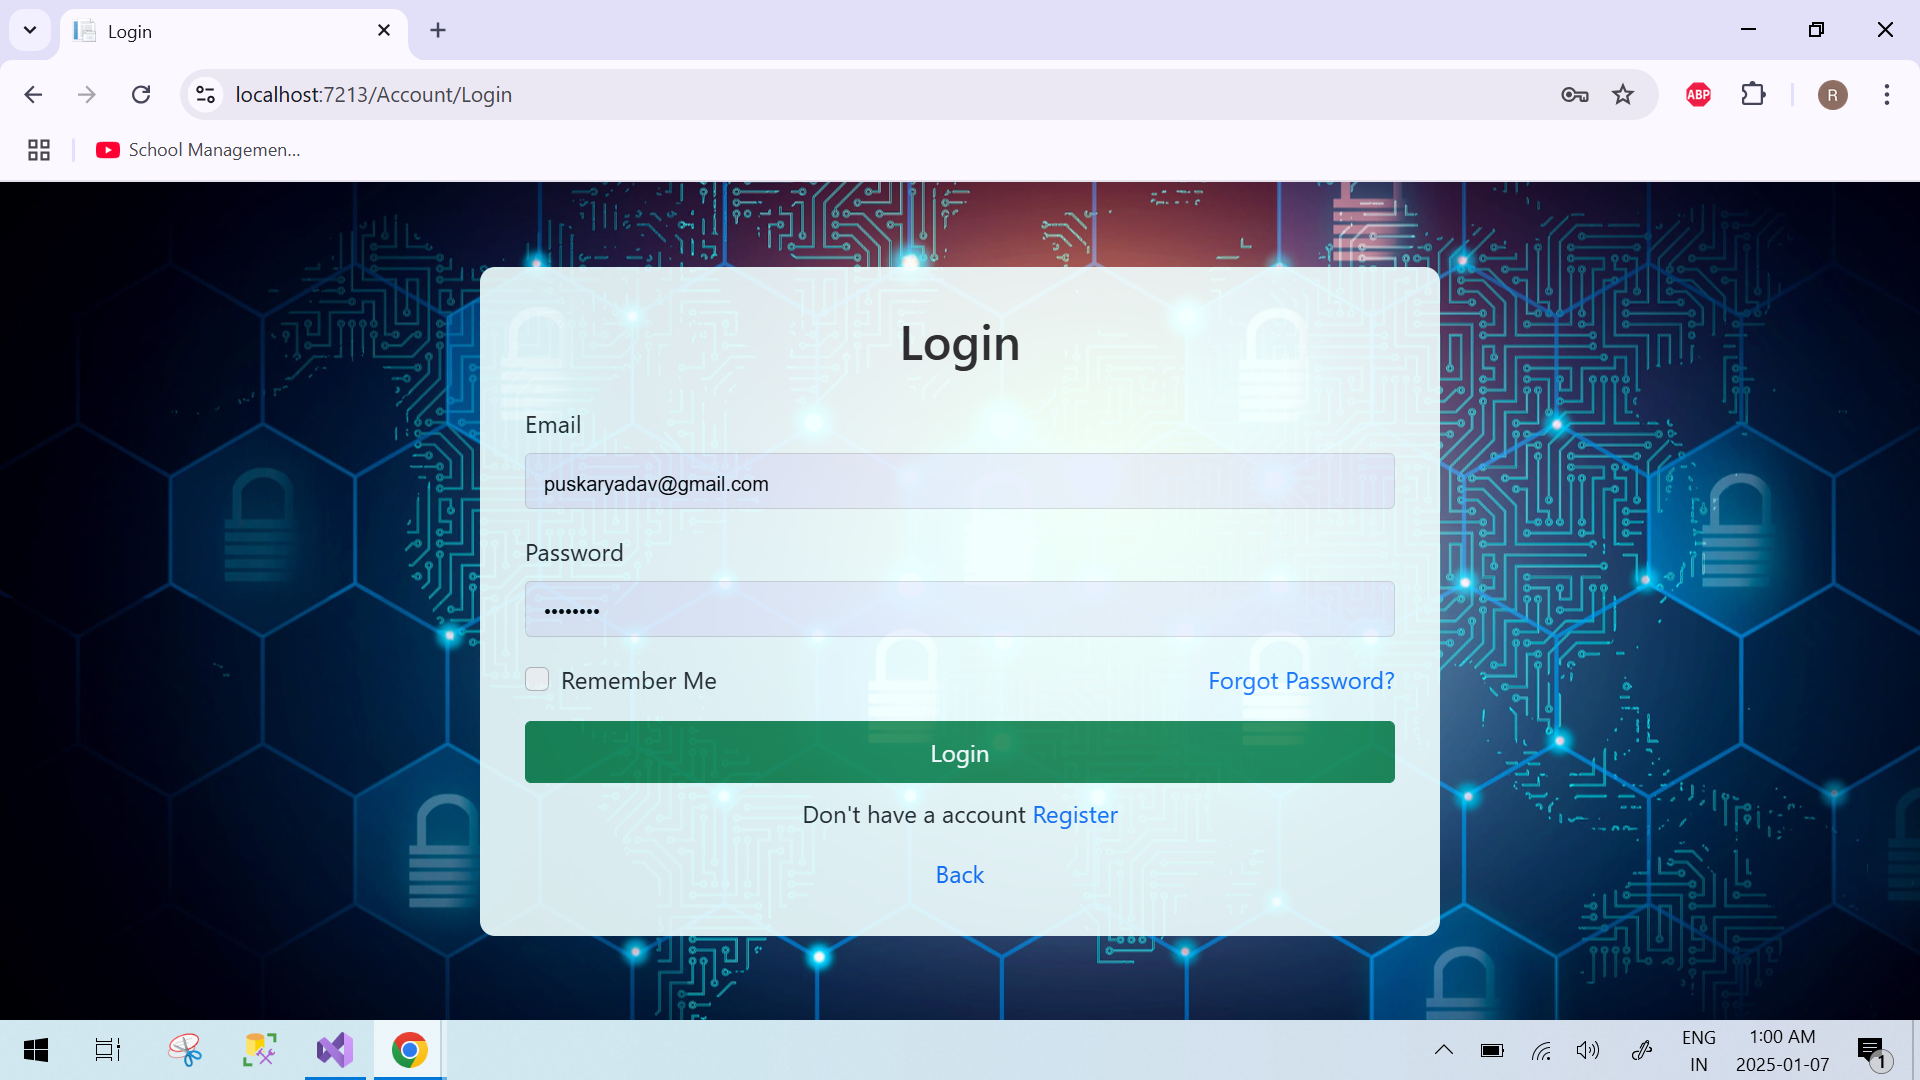 Login
localhost:7213/Account/Login
ABP
R
School Managemen...
Login
Email
puskaryadav@gmail.com
Password
••••••••
Remember Me
Forgot Password?
Login
Don't have a account Register
Back
ENG
IN
1:00 AM
2025-01-07
1